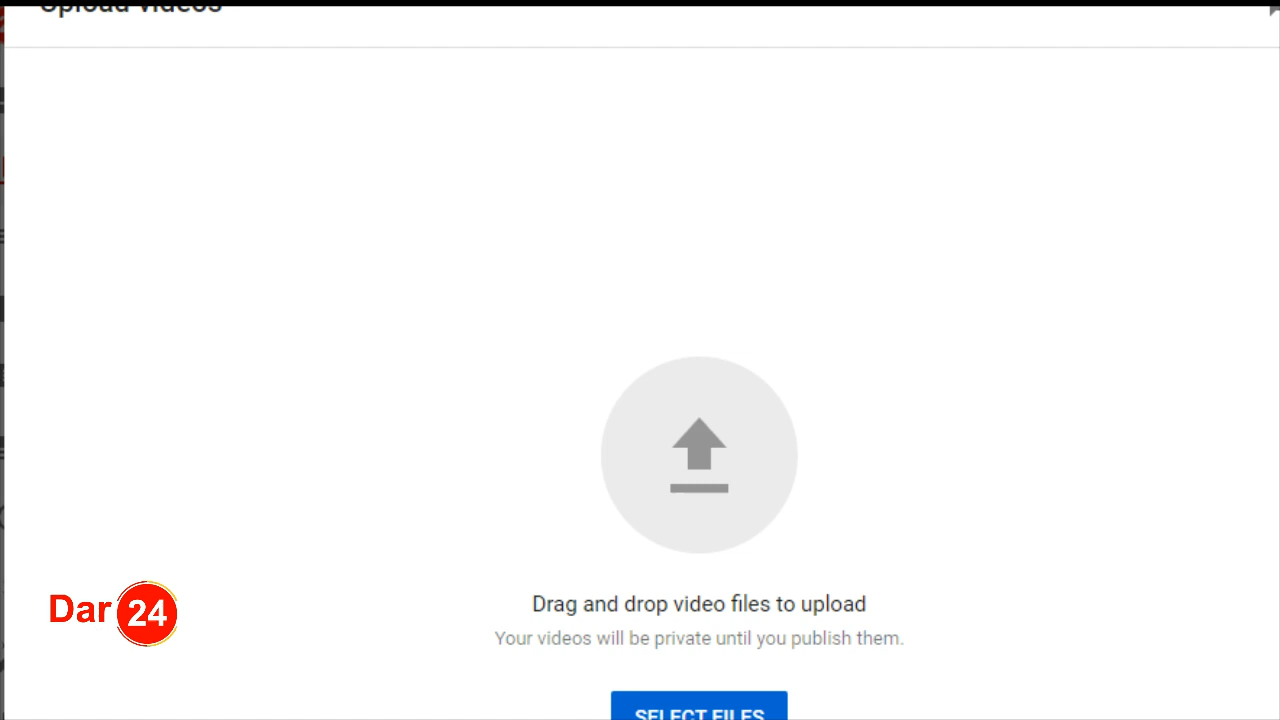 Upload videos
Drag and drop video files to upload
Your videos will be private until you publish them.
SELECT FILES
Dar 24